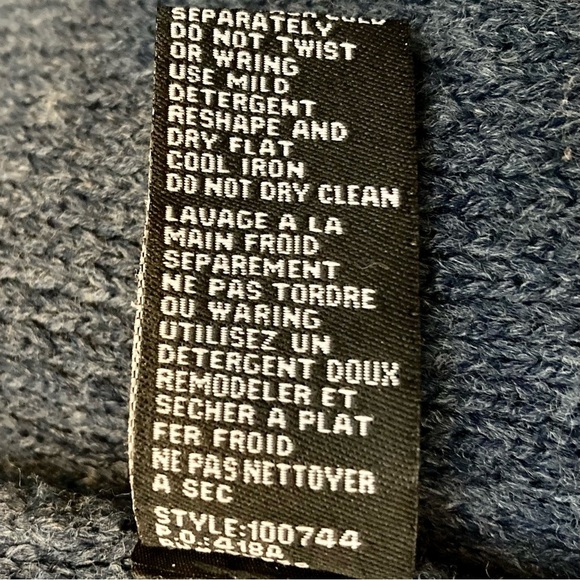 COLD
SEPARATELY
DO NOT TWIST
OR WRING
USE MILD
DETERGENT
RESHAPE AND
DRY FLAT
COOL IRON
DO NOT DRY CLEAN
LAVAGE A LA
MAIN FROID
SEPAREMENT
NE PAS TORDRE
OU WARING
UTILISEZ UN
DETERGENT DOUX
REMODELER ET
SECHER A PLAT
FER FROID
NE PAS NETTOYER
A SEC
STYLE:100744
P.O.:418A